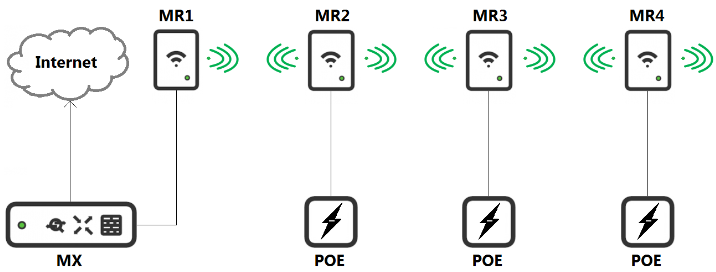 MR1 MR2 MR3 MR4
Internet
MX POE POE POE